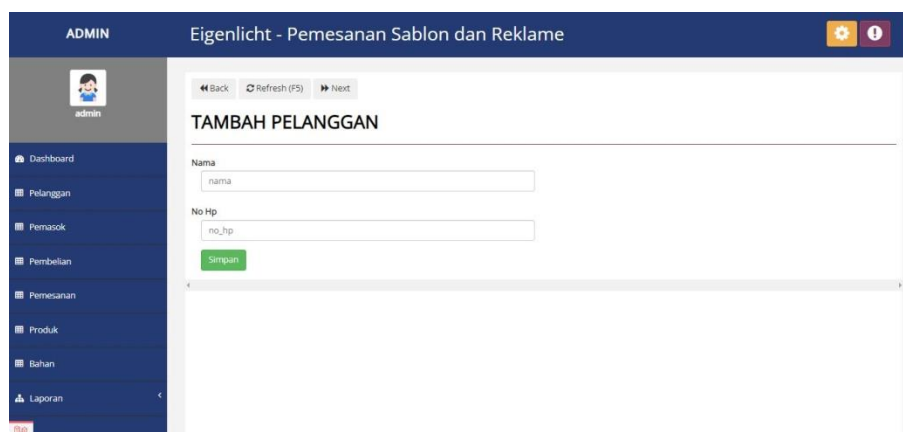 ADMIN
Eigenlicht - Pemesanan Sablon dan Reklame
admin
Back Refresh (F5) Next
TAMBAH PELANGGAN
Dashboard
Pelanggan
Pemasok
Pembelian
Pemesanan
Produk
Bahan
Laporan
Nama
nama
No Hp
no_hp
Simpan